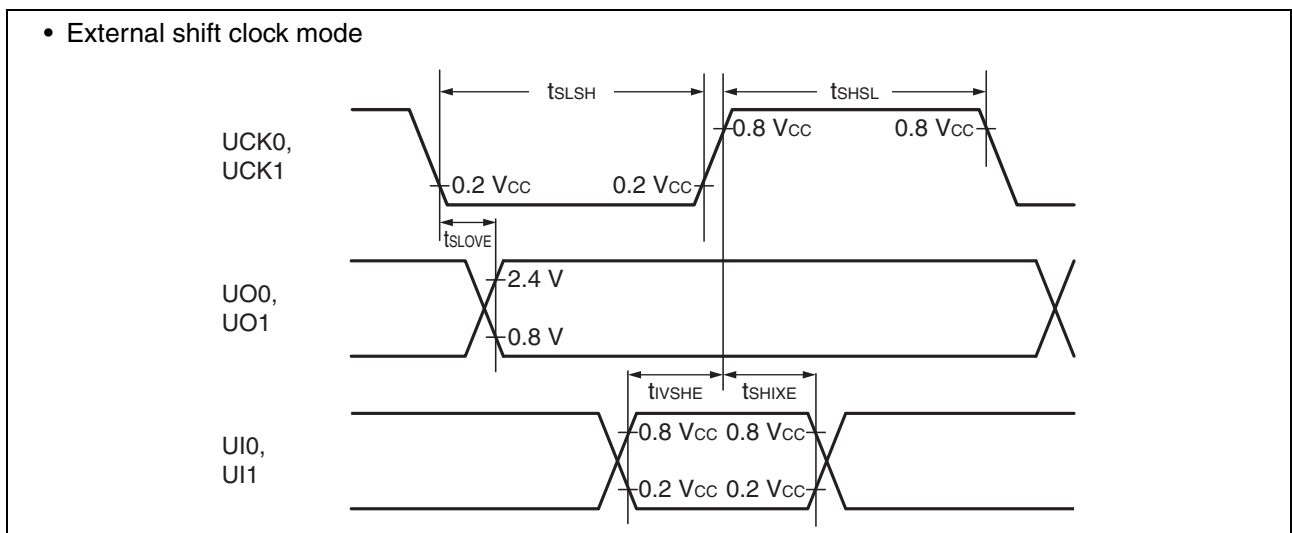 • External shift clock mode
tSLSH
tSHSL
UCK0,
UCK1
0.8 VCC
0.8 VCC
0.2 VCC
0.2 VCC
tSLOVE
UO0,
UO1
2.4 V
0.8 V
tIVSHE
tSHIXE
UI0,
UI1
0.8 VCC 0.8 VCC
0.2 VCC 0.2 VCC